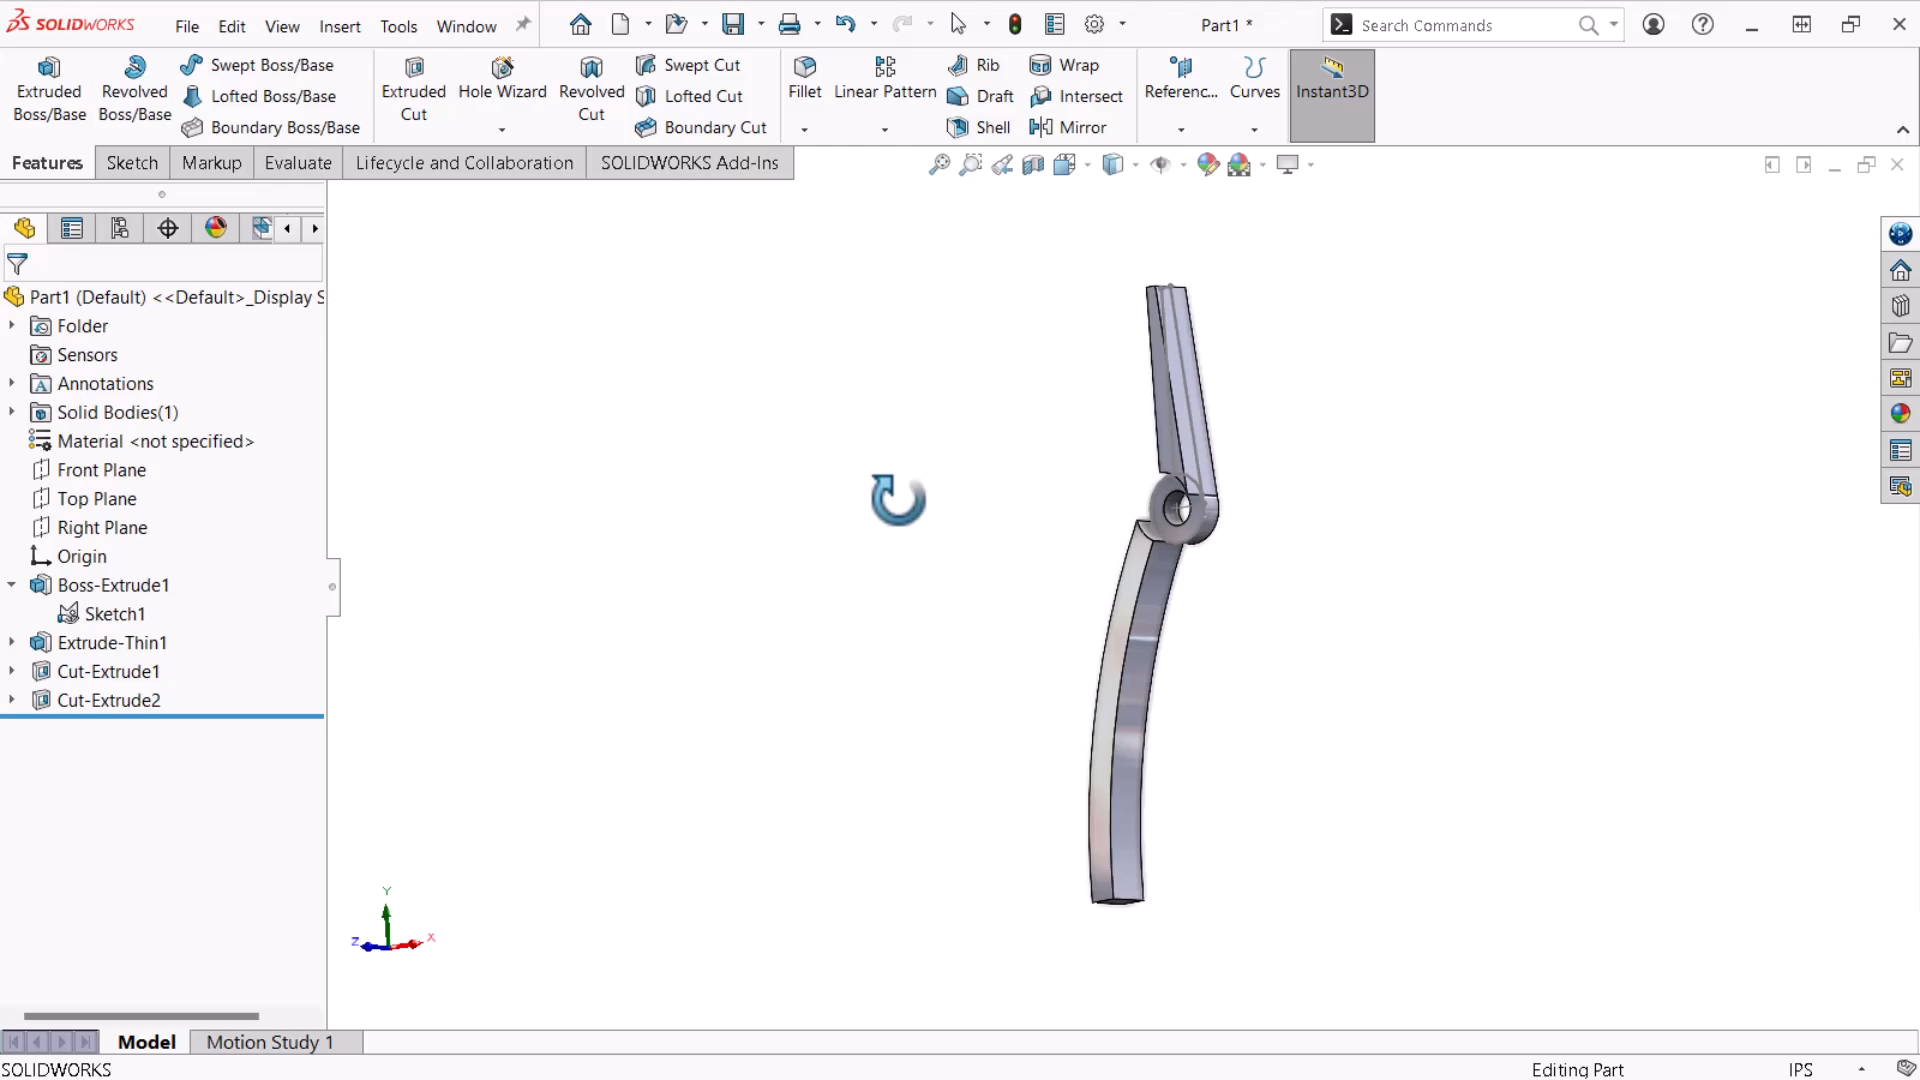 SOLIDWORKS File Edit View Insert Tools Window Part1 * Search Commands
Extruded Boss/Base
Revolved Boss/Base
Swept Boss/Base
Lofted Boss/Base
Boundary Boss/Base
Extruded Cut
Hole Wizard
Revolved Cut
Swept Cut
Lofted Cut
Boundary Cut
Fillet
Linear Pattern
Rib
Draft
Shell
Wrap
Intersect
Mirror
Referenc...
Curves
Instant3D
Features Sketch Markup Evaluate Lifecycle and Collaboration SOLIDWORKS Add-Ins
Part1 (Default) <<Default>_Display S
Folder
Sensors
Annotations
Solid Bodies(1)
Material <not specified>
Front Plane
Top Plane
Right Plane
Origin
Boss-Extrude1
Sketch1
Extrude-Thin1
Cut-Extrude1
Cut-Extrude2
Y
Z X
Model Motion Study 1
SOLIDWORKS Editing Part IPS